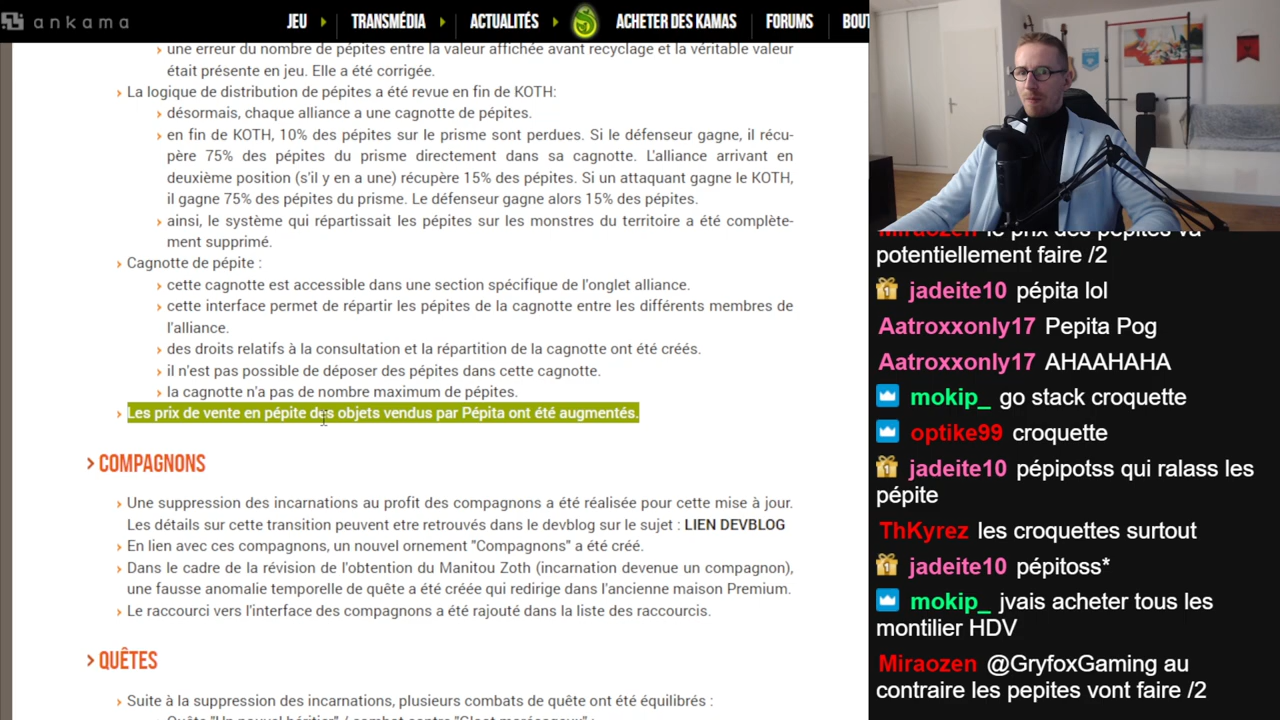 ankama
JEU
TRANSMÉDIA
ACTUALITÉS
ACHETER DES KAMAS
FORUMS
BOUT
une erreur du nombre de pépites entre la valeur affichée avant recyclage et la véritable valeur
était présente en jeu. Elle a été corrigée.
La logique de distribution de pépites a été revue en fin de KOTH:
désormais, chaque alliance a une cagnotte de pépites.
en fin de KOTH, 10% des pépites sur le prisme sont perdues. Si le défenseur gagne, il récu-
père 75% des pépites du prisme directement dans sa cagnotte. L'alliance arrivant en
deuxième position (s'il y en a une) récupère 15% des pépites. Si un attaquant gagne le KOTH,
il gagne 75% des pépites du prisme. Le défenseur gagne alors 15% des pépites.
ainsi, le système qui répartissait les pépites sur les monstres du territoire a été complète-
ment supprimé.
Cagnotte de pépite :
cette cagnotte est accessible dans une section spécifique de l'onglet alliance.
cette interface permet de répartir les pépites de la cagnotte entre les différents membres de
l'alliance.
des droits relatifs à la consultation et la répartition de la cagnotte ont été créés.
il n'est pas possible de déposer des pépites dans cette cagnotte.
la cagnotte n'a pas de nombre maximum de pépites.
Les prix de vente en pépite des objets vendus par Pépita ont été augmentés.
COMPAGNONS
Une suppression des incarnations au profit des compagnons a été réalisée pour cette mise à jour.
Les détails sur cette transition peuvent etre retrouvés dans le devblog sur le sujet : LIEN DEVBLOG
En lien avec ces compagnons, un nouvel ornement "Compagnons" a été créé.
Dans le cadre de la révision de l'obtention du Manitou Zoth (incarnation devenue un compagnon),
une fausse anomalie temporelle de quête a été créée qui redirige dans l'ancienne maison Premium.
Le raccourci vers l'interface des compagnons a été rajouté dans la liste des raccourcis.
QUÊTES
Suite à la suppression des incarnations, plusieurs combats de quête ont été équilibrés :
Quête "Un nouvel héritier" / combat contre "Gloot marécageux" :
Miraozen le prix des pépites va
potentiellement faire /2
jadeite10 pépita lol
Aatroxxonly17 Pepita Pog
Aatroxxonly17 AHAAHAHA
mokip_ go stack croquette
optike99 croquette
jadeite10 pépipotss qui ralass les
pépite
ThKyrez les croquettes surtout
jadeite10 pépitoss*
mokip_ jvais acheter tous les
montilier HDV
Miraozen @GryfoxGaming au
contraire les pepites vont faire /2